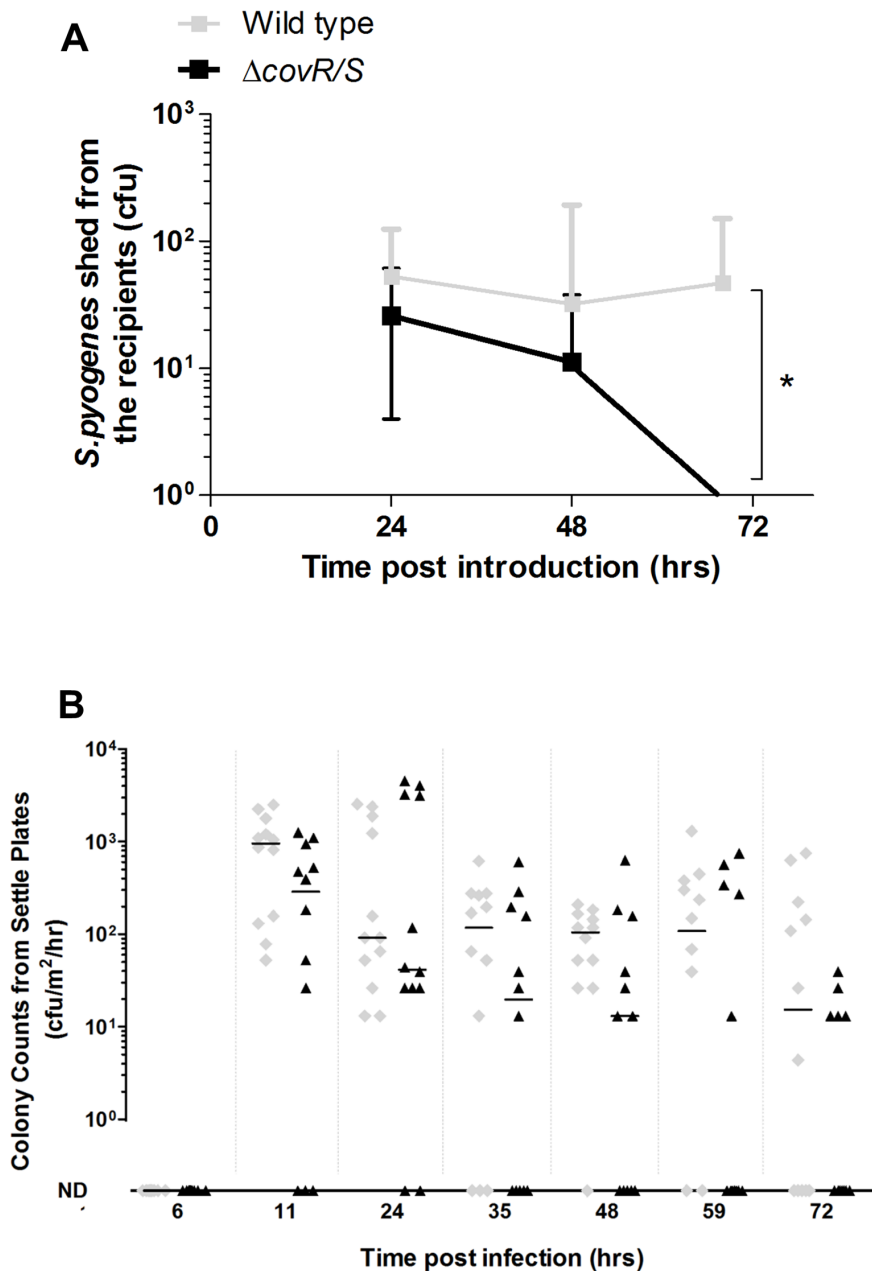 A
Wild type
ΔcovR/S
S.pyogenes shed from
the recipients (cfu)
10³
10²
10¹
10⁰
*
0
24
48
72
Time post introduction (hrs)
B
Colony Counts from Settle Plates
(cfu/m²/hr)
10⁴
10³
10²
10¹
10⁰
ND
6
11
24
35
48
59
72
Time post infection (hrs)